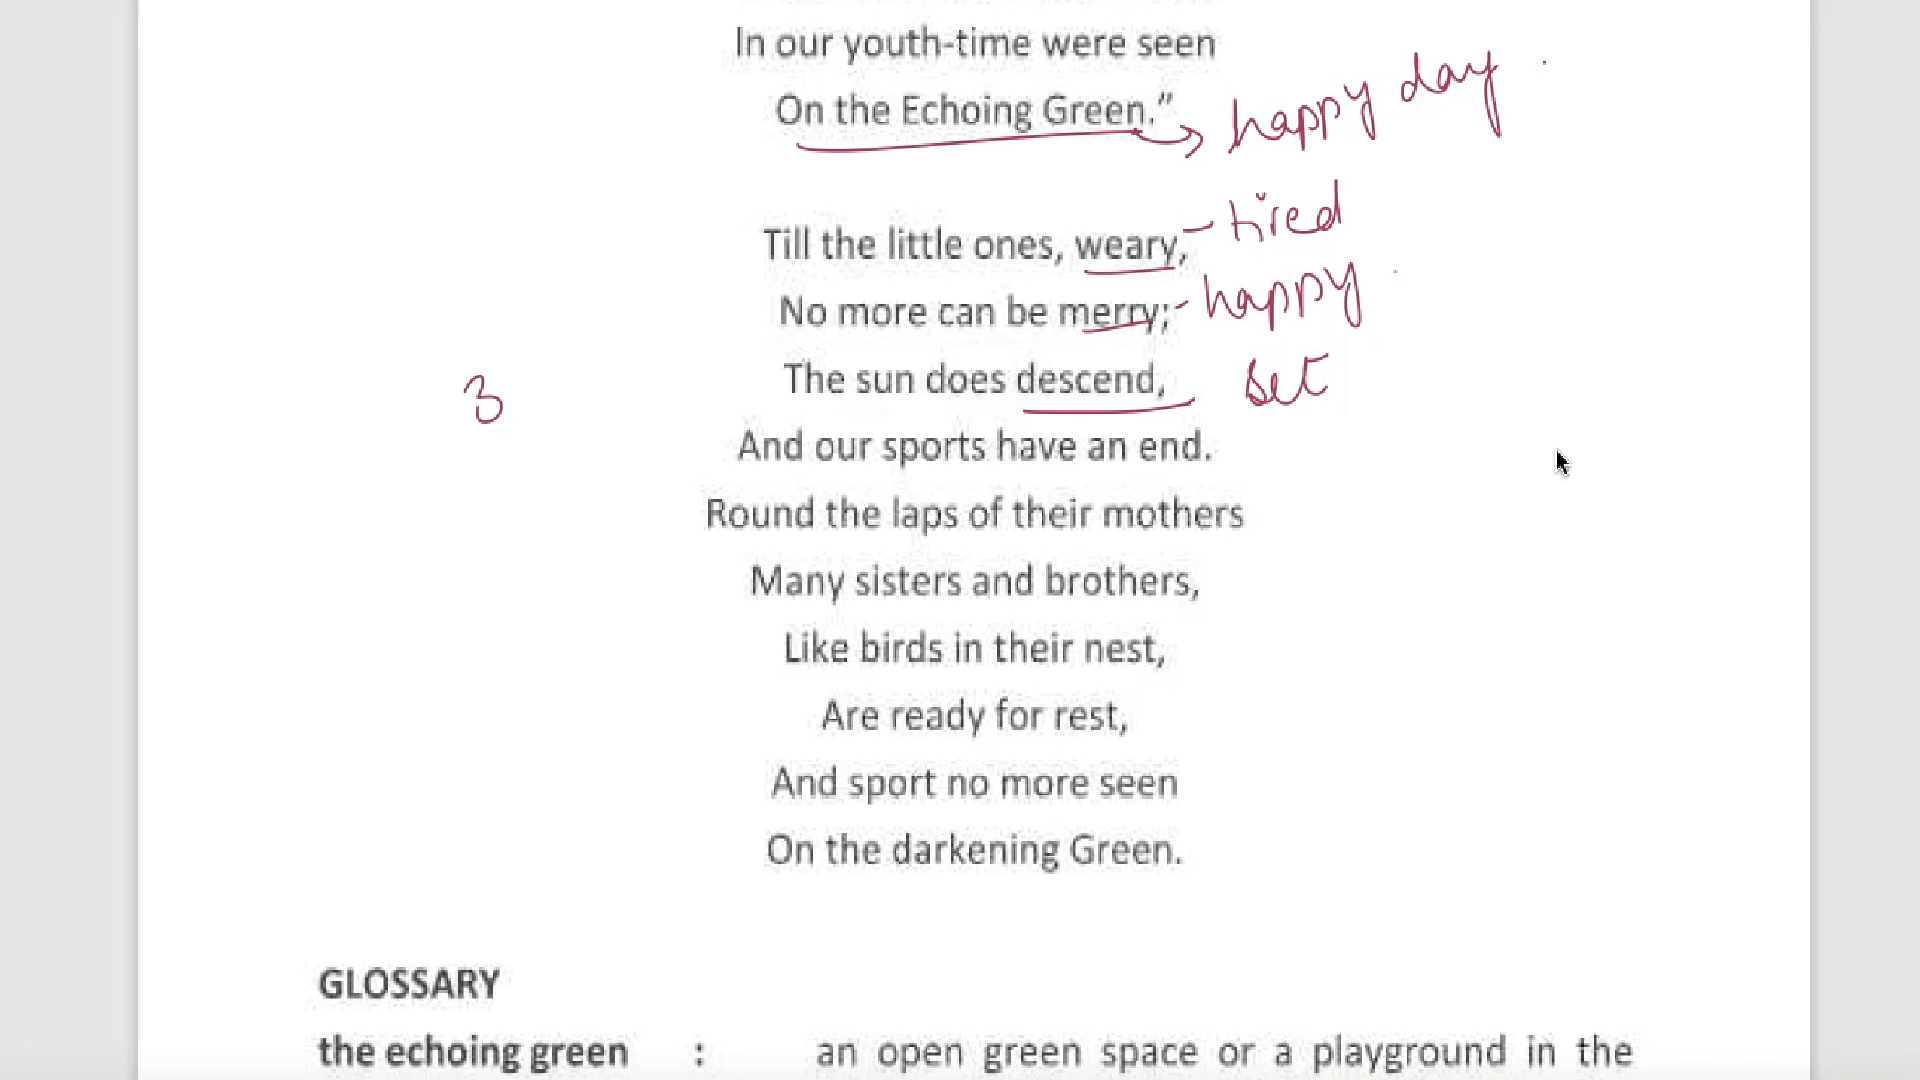 In our youth-time were seen
On the Echoing Green.” happy day
Till the little ones, weary, - tired
No more can be merry; - happy
The sun does descend, set
3
And our sports have an end.
Round the laps of their mothers
Many sisters and brothers,
Like birds in their nest,
Are ready for rest,
And sport no more seen
On the darkening Green.
GLOSSARY
the echoing green : an open green space or a playground in the